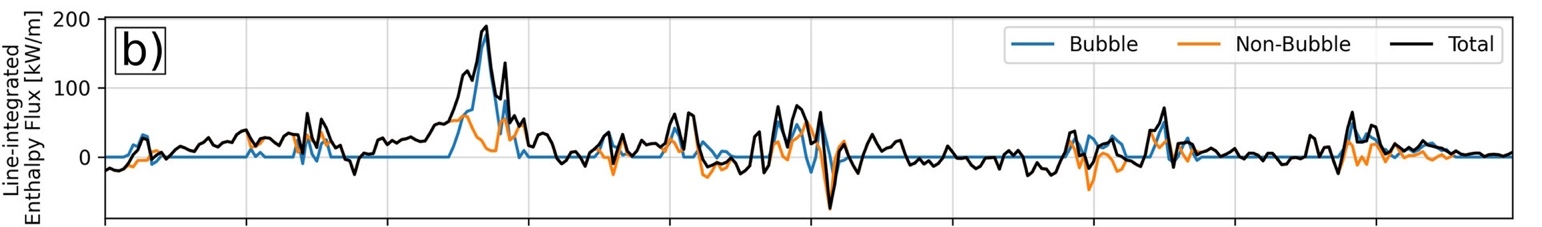 Line-integrated
Enthalpy Flux [kW/m]
200
100
0
b)
Bubble
Non-Bubble
Total